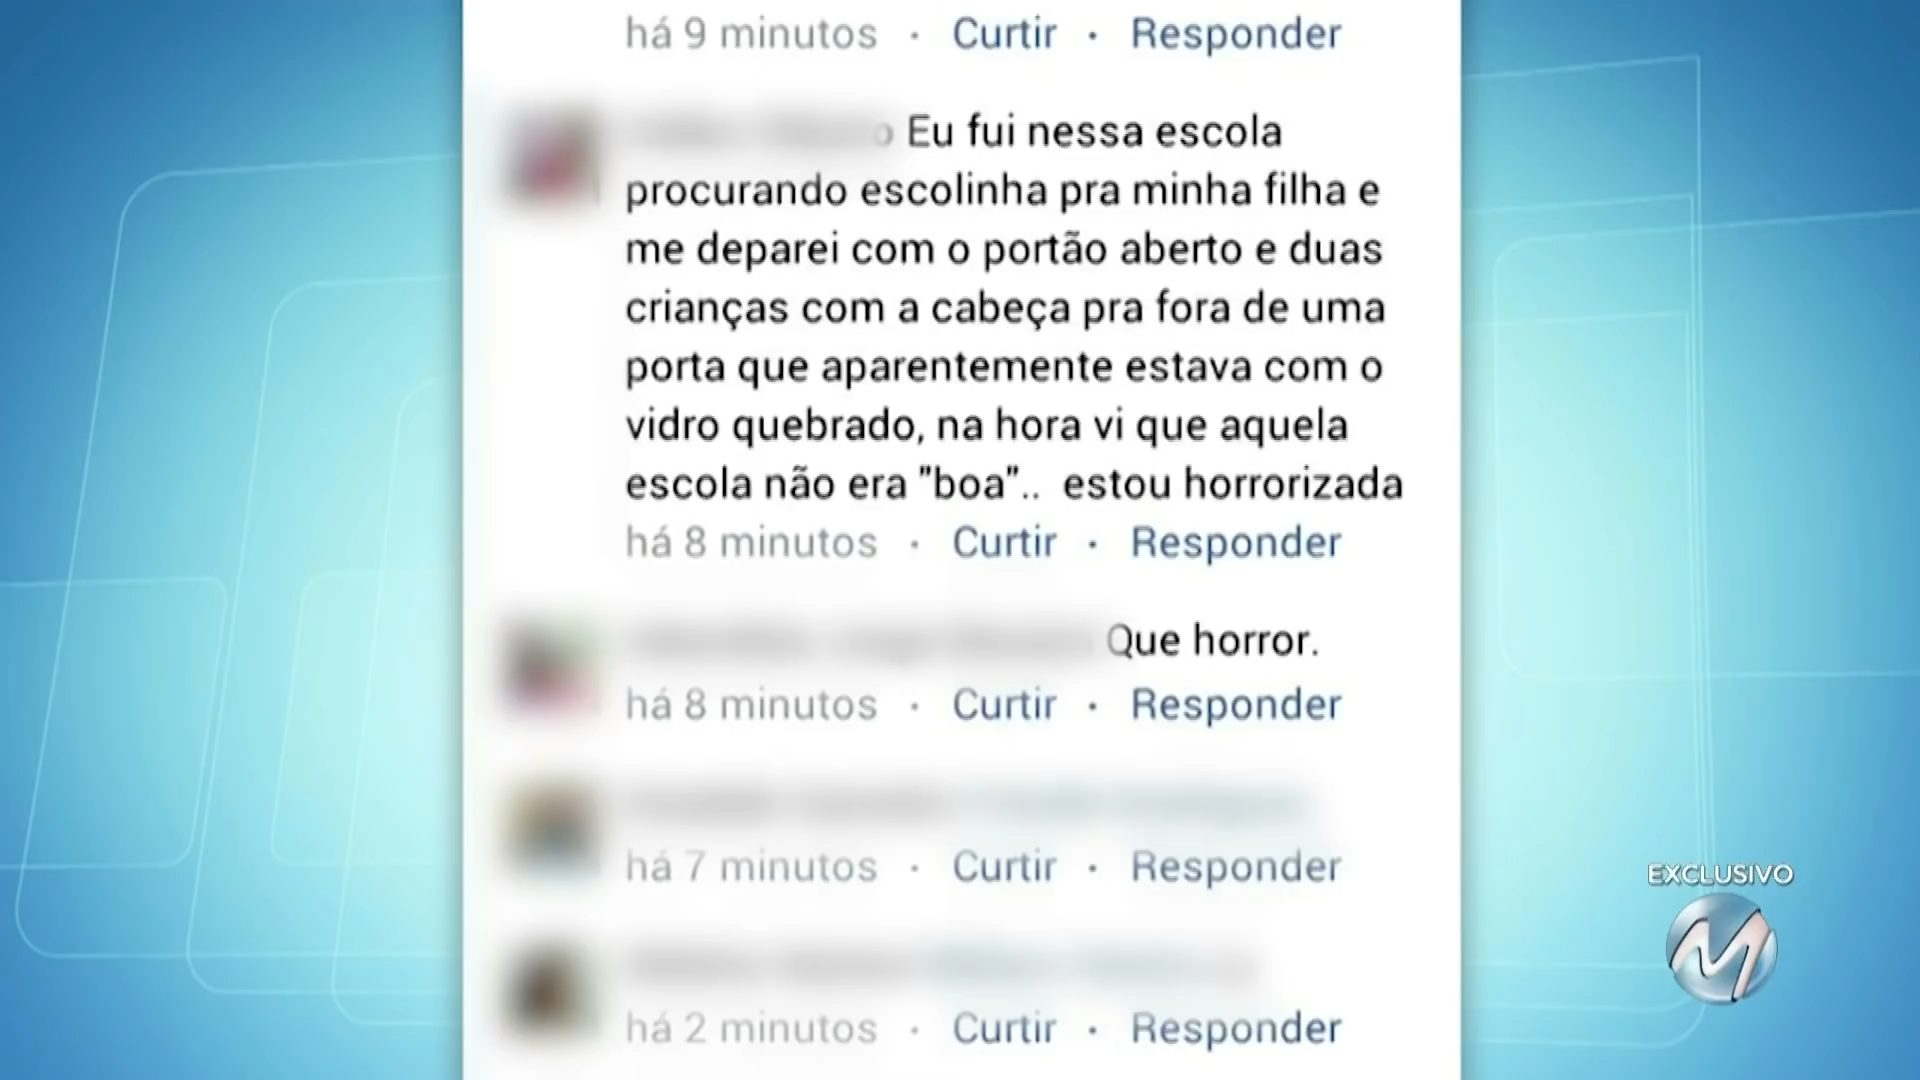 há 9 minutos · Curtir · Responder
Eu fui nessa escola
procurando escolinha pra minha filha e
me deparei com o portão aberto e duas
crianças com a cabeça pra fora de uma
porta que aparentemente estava com o
vidro quebrado, na hora vi que aquela
escola não era "boa".. estou horrorizada
há 8 minutos · Curtir · Responder
Que horror.
há 8 minutos · Curtir · Responder
há 7 minutos · Curtir · Responder
há 2 minutos · Curtir · Responder
EXCLUSIVO
M